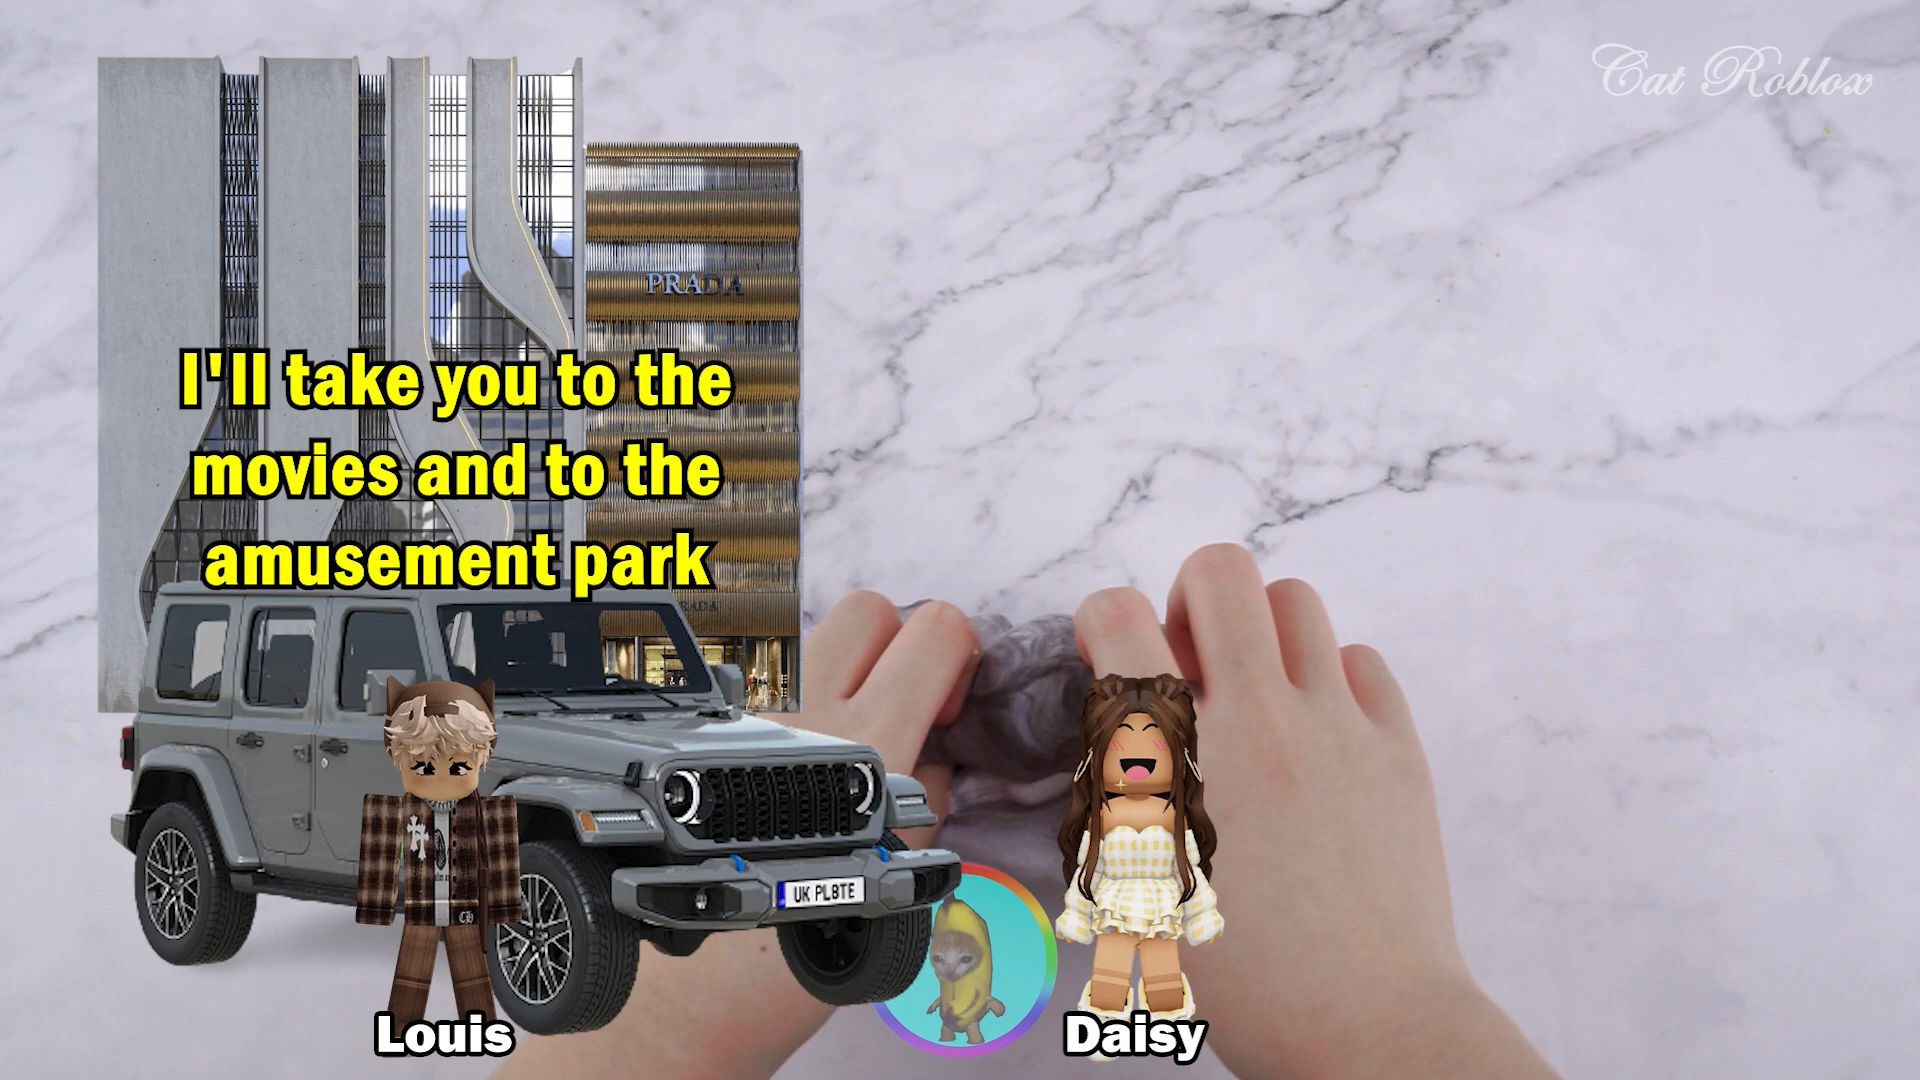 Cat Roblox
PRADA
I'll take you to the
movies and to the
amusement park
PRADA
UK PL8TE
Louis
Daisy